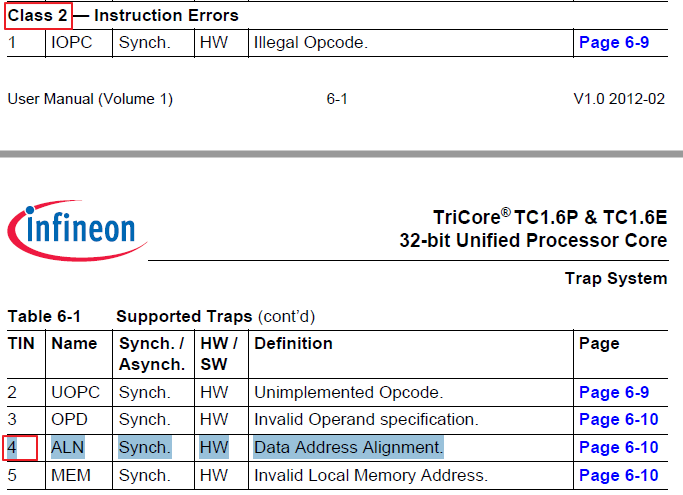 Class 2 — Instruction Errors
1 IOPC Synch. HW Illegal Opcode. Page 6-9
User Manual (Volume 1) 6-1 V1.0 2012-02
infineon
TriCore® TC1.6P & TC1.6E
32-bit Unified Processor Core
Trap System
Table 6-1 Supported Traps (cont'd)
TIN Name Synch. / HW / Definition Page
Asynch. SW
2 UOPC Synch. HW Unimplemented Opcode. Page 6-9
3 OPD Synch. HW Invalid Operand specification. Page 6-10
4 ALN Synch. HW Data Address Alignment. Page 6-10
5 MEM Synch. HW Invalid Local Memory Address. Page 6-10